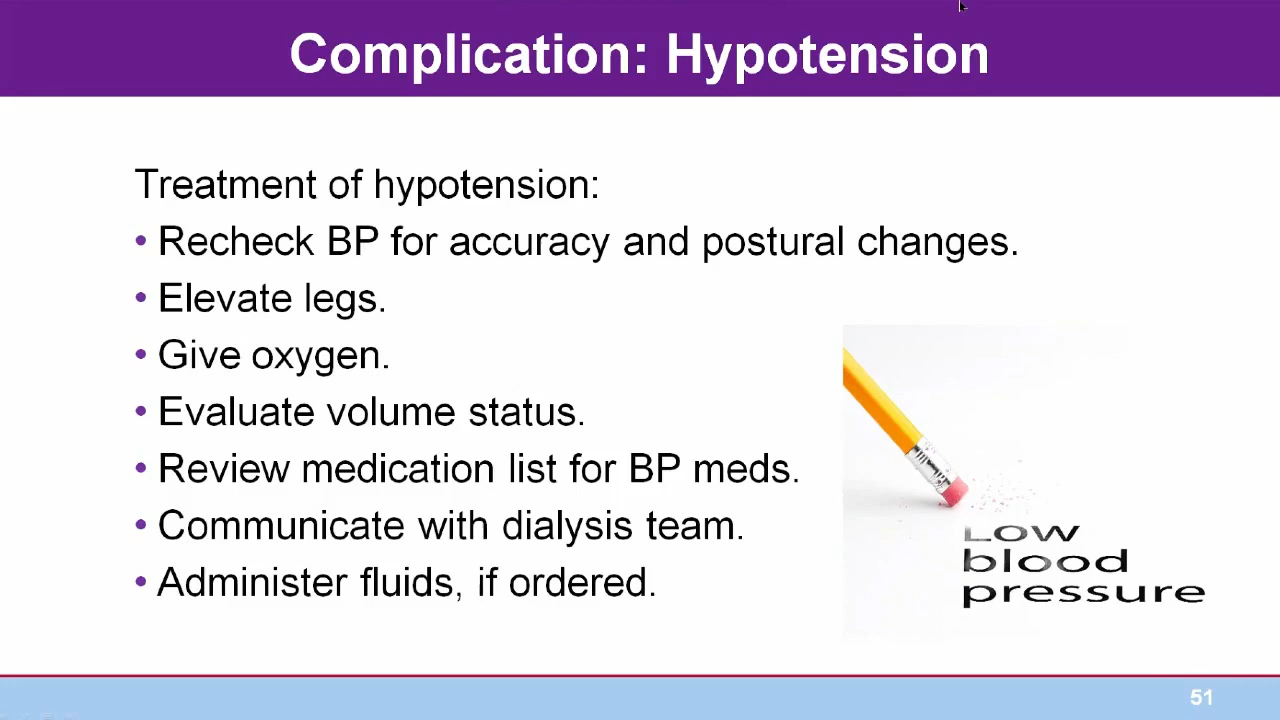 Complication: Hypotension
Treatment of hypotension:
• Recheck BP for accuracy and postural changes.
• Elevate legs.
• Give oxygen.
• Evaluate volume status.
• Review medication list for BP meds.
• Communicate with dialysis team.
• Administer fluids, if ordered.
Low
blood
pressure
51